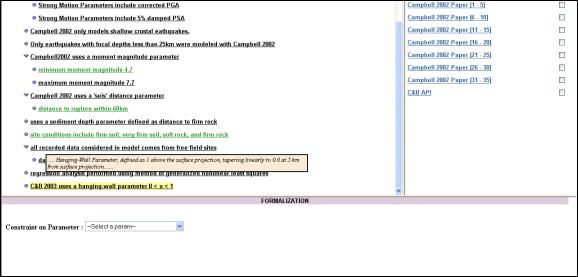 Strong Motion Parameters include corrected PGA
Strong Motion Parameters include 5% damped PSA
Campbell 2002 only models shallow crustal eathquakes.
Only earthquakes with focal depths less than 25km were modeled with Campbell 2002
Campbell2002 uses a moment magnitude parameter
minimum moment magnitude 4.7
maximum moment magnitude 7.7
Campbell 2002 uses a 'seis' distance parameter
distance to rupture within 60km
uses a sediment depth parameter defined as distance to firm rock
site conditions include firm soil, very firm soil, soft rock, and firm rock
all recorded data considered in model comes from free field sites
da
.....Hanging-Wall Parameter, defined as 1 above the surface projection, tapering linearly to 0 0 at 5 km
from surface projection.....
regression analysis performed using method of generalized nonlinear least squares
C&B 2003 uses a hanging wall parameter 0 < x < 1
Campbell 2002 Paper [1 - 5]
Campbell 2002 Paper [6 - 10]
Campbell 2002 Paper [11 - 15]
Campbell 2002 Paper [16 - 20]
Campbell 2002 Paper [21 - 25]
Campbell 2002 Paper [26 - 30]
Campbell 2002 Paper [31 - 35]
C&B API
FORMALIZATION
Constraint on Parameter : --Select a param--